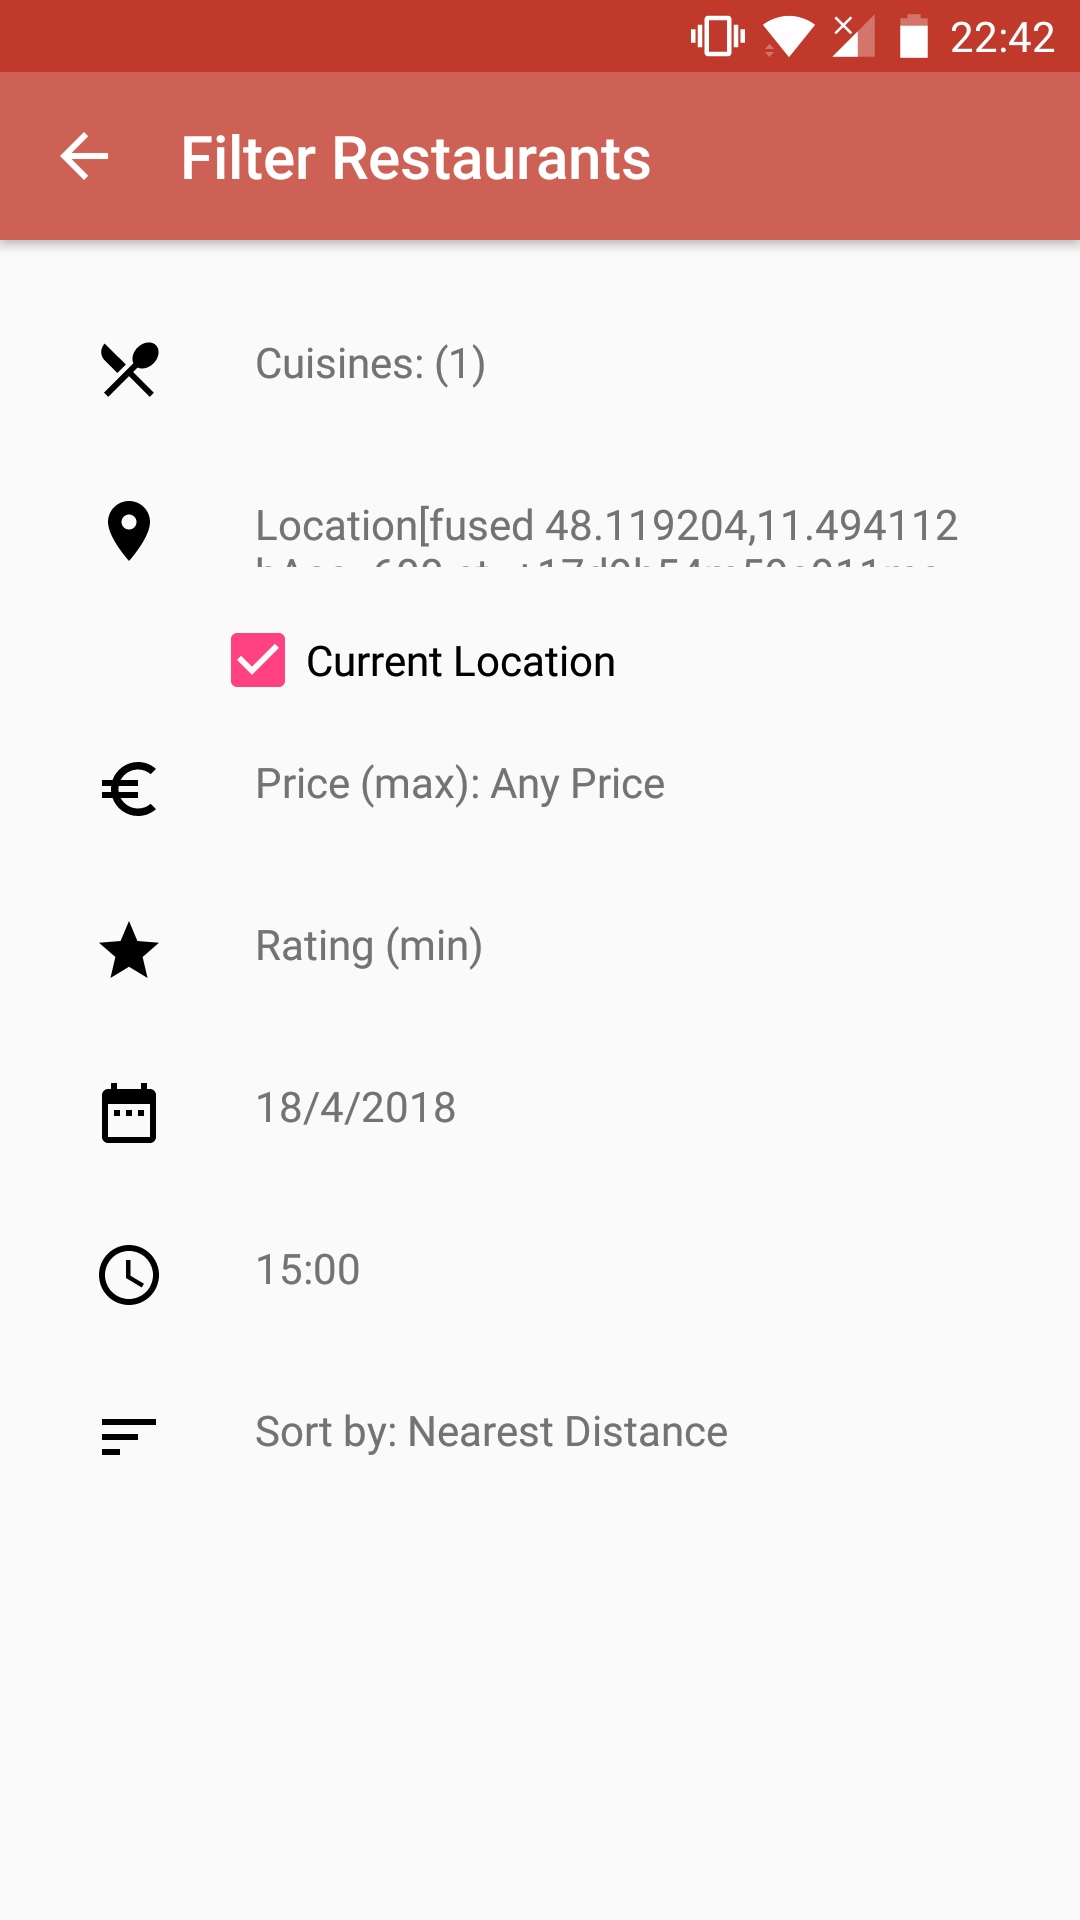 22:42
Filter Restaurants
Cuisines: (1)
Location[fused 48.119204,11.494112
Current Location
Price (max): Any Price
Rating (min)
18/4/2018
15:00
Sort by: Nearest Distance